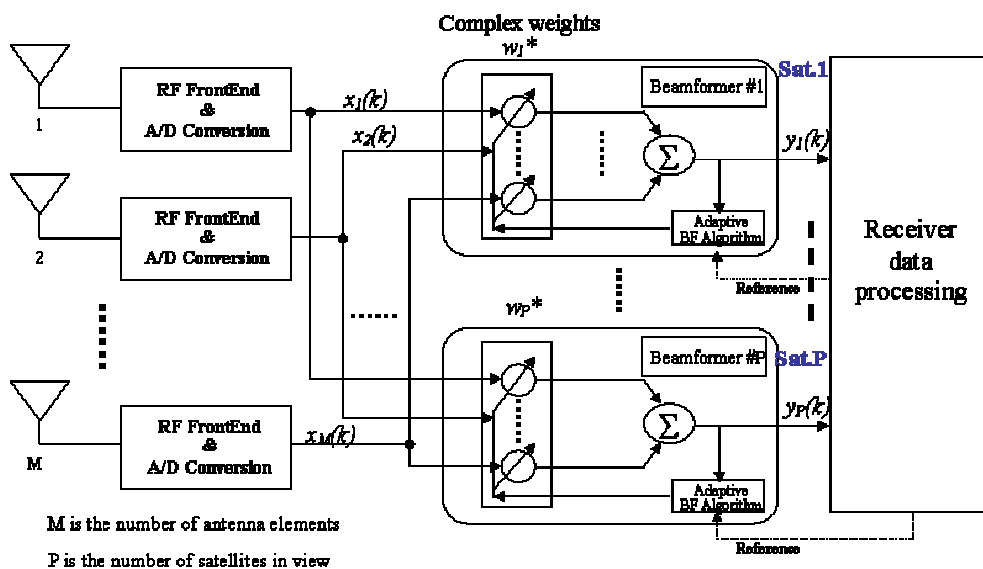 Complex weights
w1*
Sat.1
1
RF FrontEnd
&
A/D Conversion
x1(k)
x2(k)
Beamformer #1
Σ
y1(k)
Adaptive
BF Algorithm
Reference
2
RF FrontEnd
&
A/D Conversion
Receiver
data
processing
wP*
Beamformer #P
Sat.P
M
RF FrontEnd
&
A/D Conversion
xM(k)
Σ
yP(k)
Adaptive
BF Algorithm
Reference
M is the number of antenna elements
P is the number of satellites in view